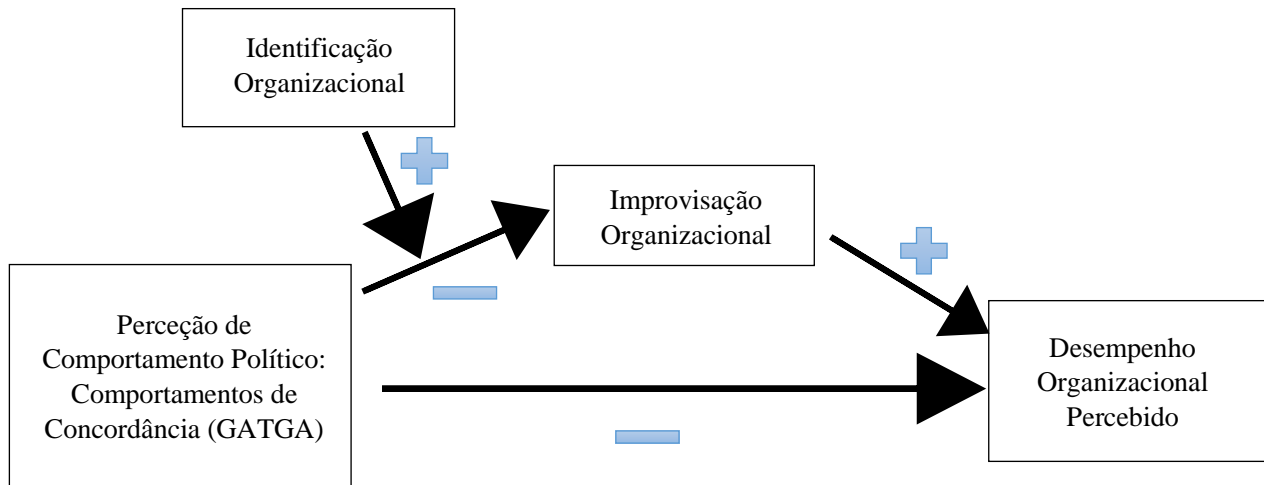 Identificação
Organizacional
Improvisação
Organizacional
Perceção de
Comportamento Político:
Comportamentos de
Concordância (GATGA)
Desempenho
Organizacional
Percebido